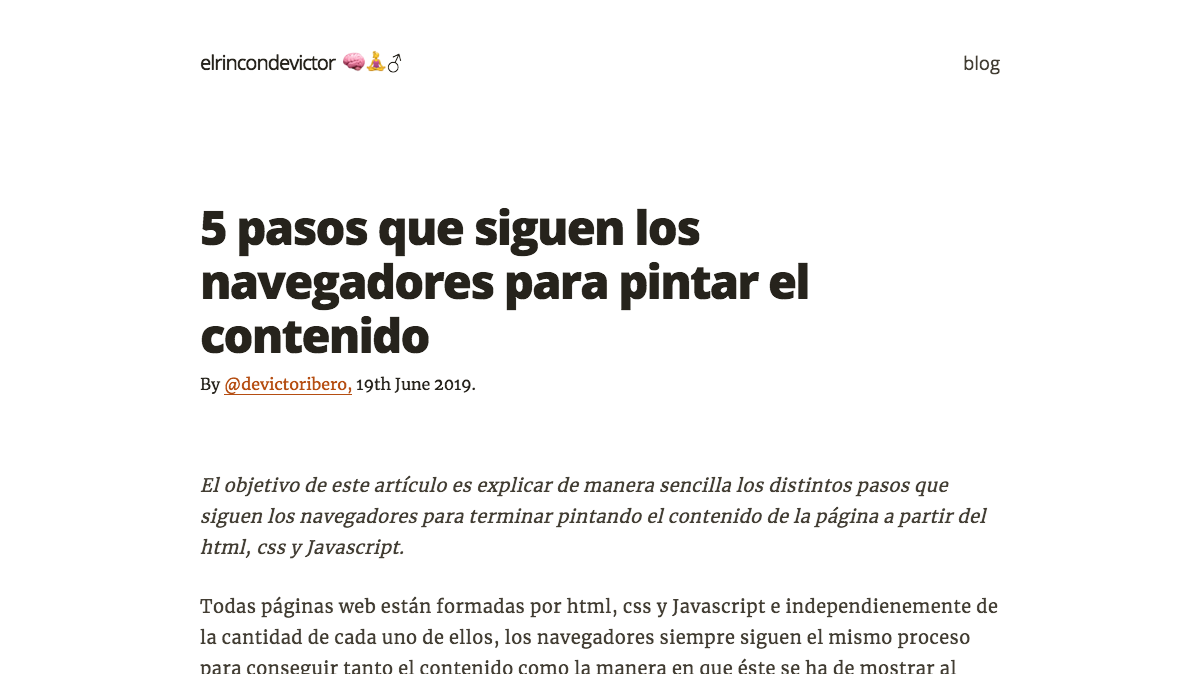 elrincondevictor 🧠🧘♂
blog
5 pasos que siguen los
navegadores para pintar el
contenido
By @devictoribero, 19th June 2019.
El objetivo de este artículo es explicar de manera sencilla los distintos pasos que
siguen los navegadores para terminar pintando el contenido de la página a partir del
html, css y Javascript.
Todas páginas web están formadas por html, css y Javascript e independienemente de
la cantidad de cada uno de ellos, los navegadores siempre siguen el mismo proceso
para conseguir tanto el contenido como la manera en que éste se ha de mostrar al